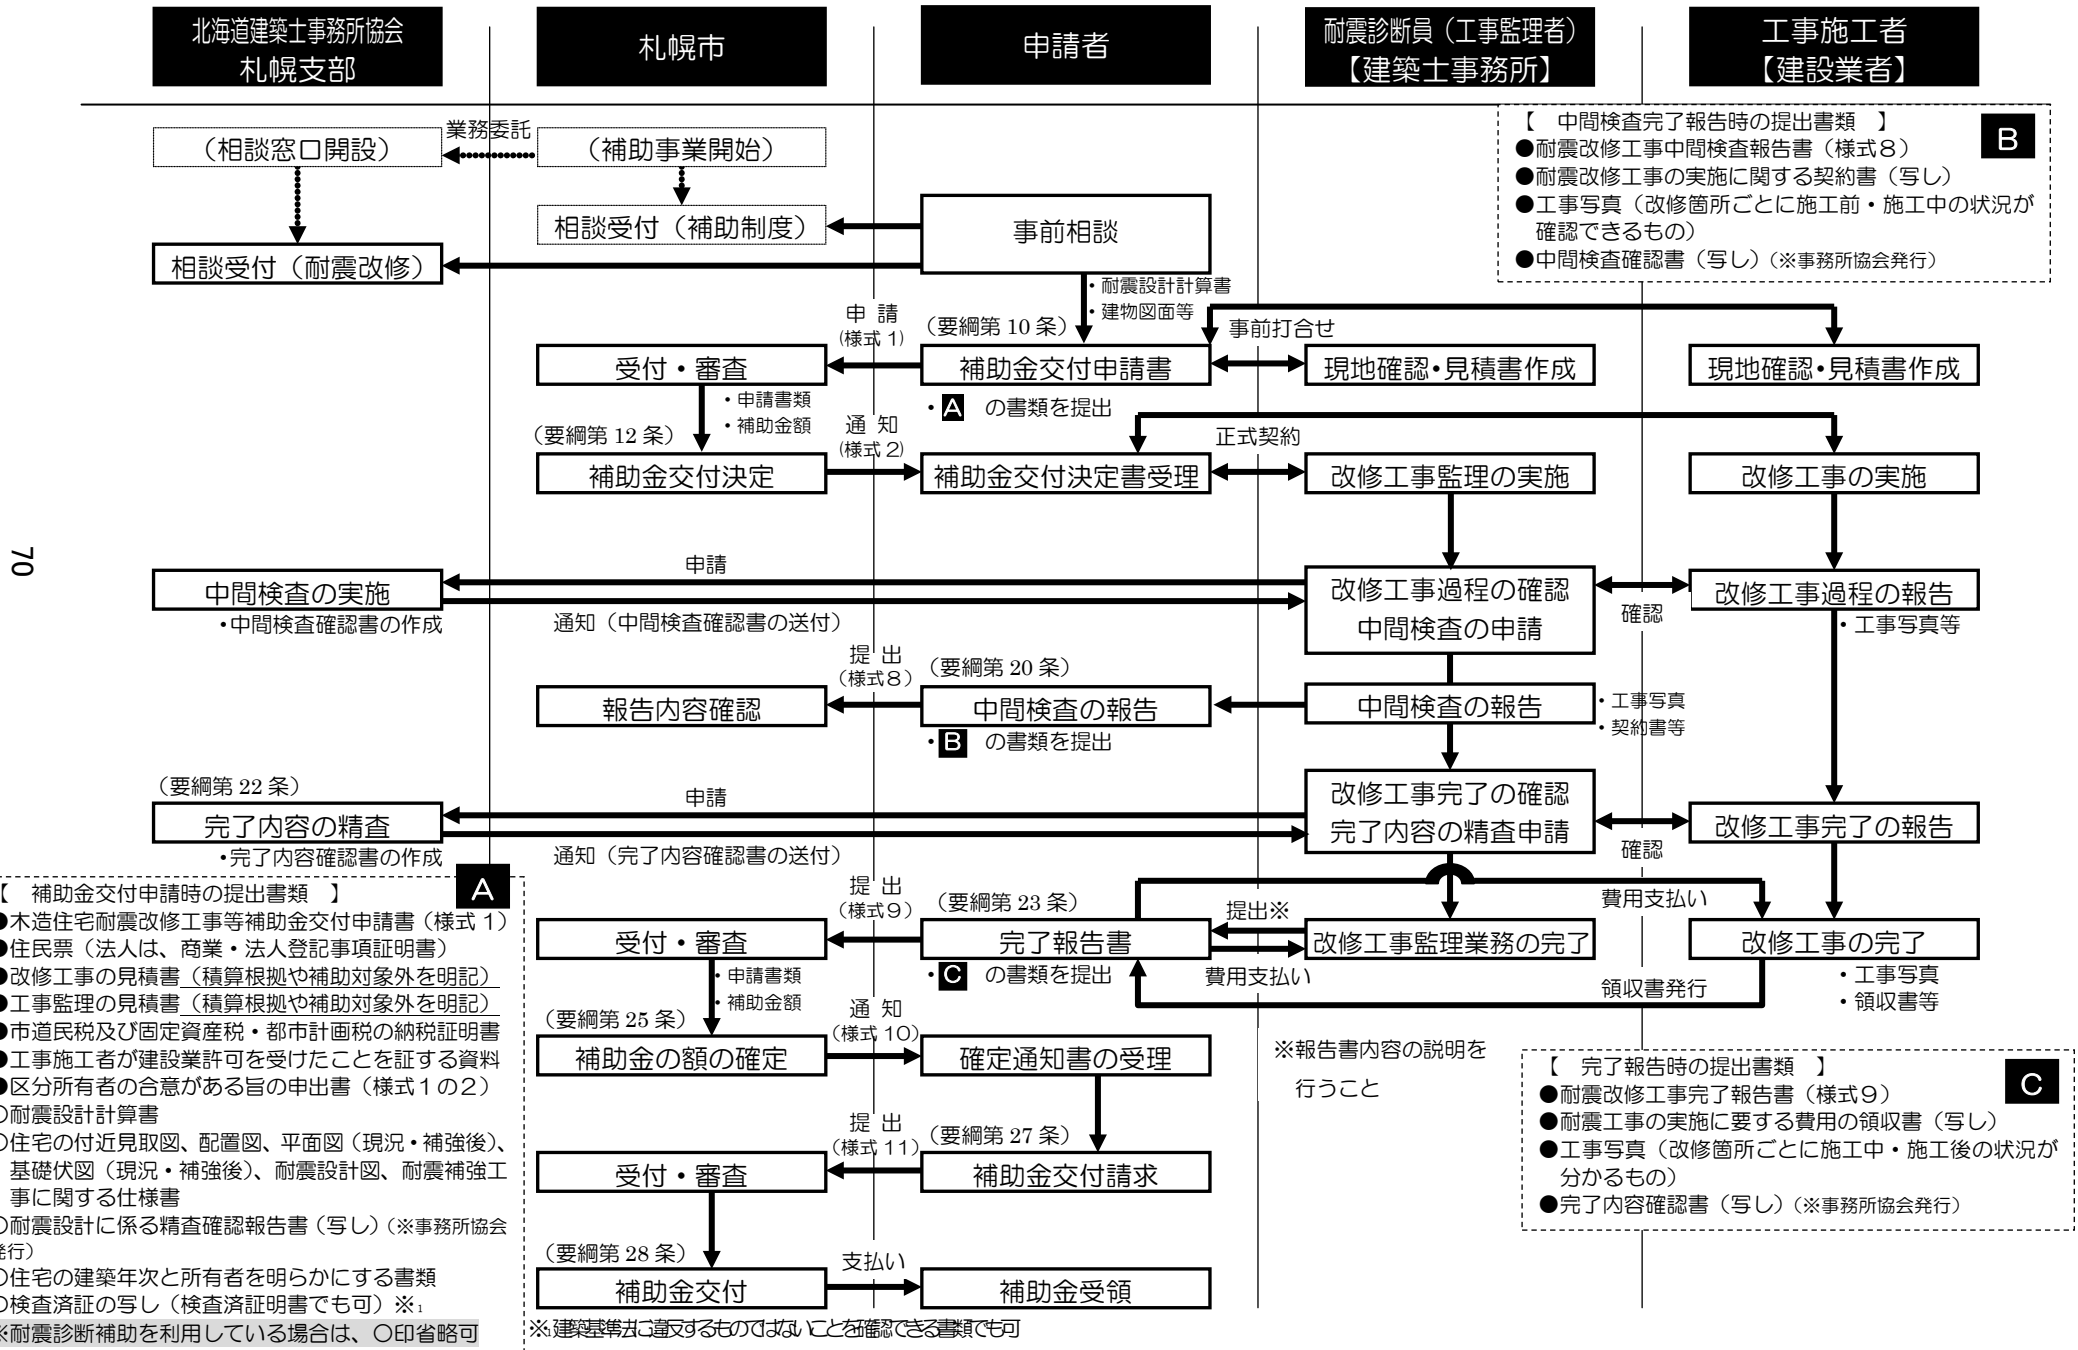 北海道建築士事務所協会
札幌支部
札幌市
申請者
耐震診断員（工事監理者）
【建築士事務所】
工事施工者
【建設業者】
（相談窓口開設）
業務委託
（補助事業開始）
【　中間検査完了報告時の提出書類　】
B
●耐震改修工事中間検査報告書（様式８）
●耐震改修工事の実施に関する契約書（写し）
●工事写真（改修箇所ごとに施工前・施工中の状況が
確認できるもの）
●中間検査確認書（写し）（※事務所協会発行）
相談受付（補助制度）
事前相談
相談受付（耐震改修）
・耐震設計計算書
・建物図面等
申 請
（様式 1）
（要綱第 10 条）
事前打合せ
受付・審査
補助金交付申請書
現地確認・見積書作成
現地確認・見積書作成
・申請書類
・補助金額
・A の書類を提出
（要綱第 12 条）
通 知
（様式 2）
正式契約
補助金交付決定
補助金交付決定書受理
改修工事監理の実施
改修工事の実施
70
申請
中間検査の実施
・中間検査確認書の作成
通知（中間検査確認書の送付）
改修工事過程の確認
中間検査の申請
確認
改修工事過程の報告
・工事写真等
提 出
（様式８）
（要綱第 20 条）
報告内容確認
中間検査の報告
中間検査の報告
・工事写真
・契約書等
・B の書類を提出
（要綱第 22 条）
申請
完了内容の精査
・完了内容確認書の作成
通知（完了内容確認書の送付）
改修工事完了の確認
完了内容の精査申請
確認
改修工事完了の報告
【　補助金交付申請時の提出書類　】
A
●木造住宅耐震改修工事等補助金交付申請書（様式 1）
●住民票（法人は、商業・法人登記事項証明書）
●改修工事の見積書（積算根拠や補助対象外を明記）
●工事監理の見積書（積算根拠や補助対象外を明記）
●市道民税及び固定資産税・都市計画税の納税証明書
●工事施工者が建設業許可を受けたことを証する資料
●区分所有者の合意がある旨の申出書（様式１の２）
○耐震設計計算書
○住宅の付近見取図、配置図、平面図（現況・補強後）、
基礎伏図（現況・補強後）、耐震設計図、耐震補強工
事に関する仕様書
○耐震設計に係る精査確認報告書（写し）（※事務所協会
発行）
○住宅の建築年次と所有者を明らかにする書類
○検査済証の写し（検査済証明書でも可）※₁
※耐震診断補助を利用している場合は、○印省略可
提 出
（様式９）
（要綱第 23 条）
提出※
費用支払い
受付・審査
完了報告書
改修工事監理業務の完了
改修工事の完了
・申請書類
・補助金額
・C の書類を提出
費用支払い
領収書発行
・工事写真
・領収書等
（要綱第 25 条）
通 知
（様式 10）
補助金の額の確定
確定通知書の受理
※報告書内容の説明を
行うこと
【　完了報告時の提出書類　】
C
●耐震改修工事完了報告書（様式９）
●耐震工事の実施に要する費用の領収書（写し）
●工事写真（改修箇所ごとに施工中・施工後の状況が
分かるもの）
●完了内容確認書（写し）（※事務所協会発行）
提 出
（様式 11）
（要綱第 27 条）
受付・審査
補助金交付請求
（要綱第 28 条）
支払い
補助金交付
補助金受領
※₁建築基準法に違反するものではないことを確認できる書類でも可